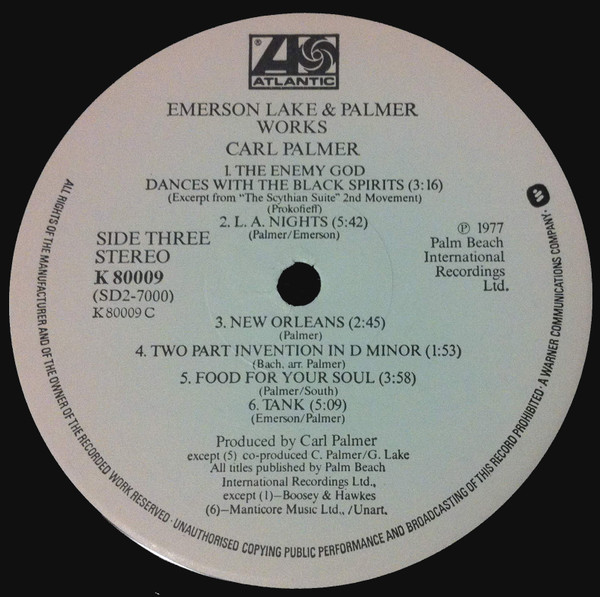 ATLANTIC
EMERSON LAKE & PALMER
WORKS
CARL PALMER
1. THE ENEMY GOD
DANCES WITH THE BLACK SPIRITS (3:16)
(Excerpt from "The Scythian Suite" 2nd Movement)
(Prokofieff)
2. L. A. NIGHTS (5:42)
(Palmer/Emerson)
SIDE THREE
STEREO
K 80009
(SD2-7000)
K 80009 C
℗ 1977
Palm Beach
International
Recordings
Ltd.
3. NEW ORLEANS (2:45)
(Palmer)
4. TWO PART INVENTION IN D MINOR (1:53)
(Bach, arr. Palmer)
5. FOOD FOR YOUR SOUL (3:58)
(Palmer/South)
6. TANK (5:09)
(Emerson/Palmer)
Produced by Carl Palmer
except (5) co-produced C. Palmer/G. Lake
All titles published by Palm Beach
International Recordings Ltd.,
except (1)—Boosey & Hawkes
(6)—Manticore Music Ltd., /Unart.
ALL RIGHTS OF THE MANUFACTURER AND OF THE OWNER OF THE RECORDED WORK RESERVED · UNAUTHORISED COPYING PUBLIC PERFORMANCE AND BROADCASTING OF THIS RECORD PROHIBITED · A WARNER COMMUNICATIONS COMPANY ·